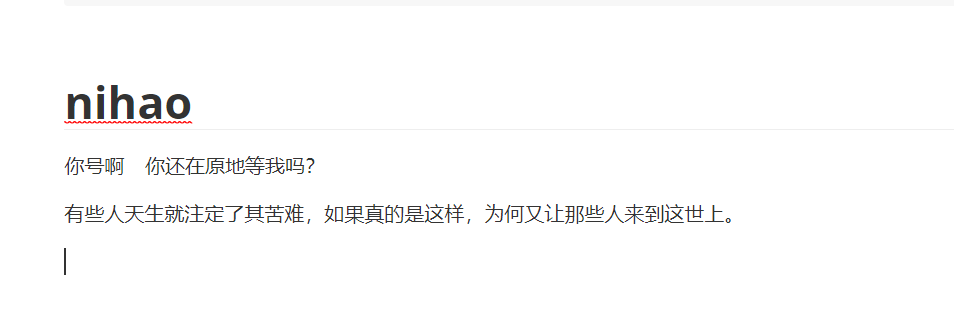 nihao
你号啊　你还在原地等我吗？
有些人天生就注定了其苦难，如果真的是这样，为何又让那些人来到这世上。